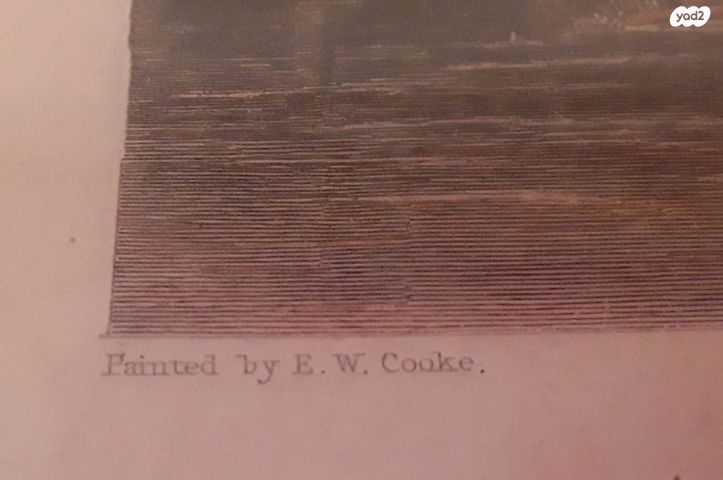 yad2
Painted by E. W. Cooke.